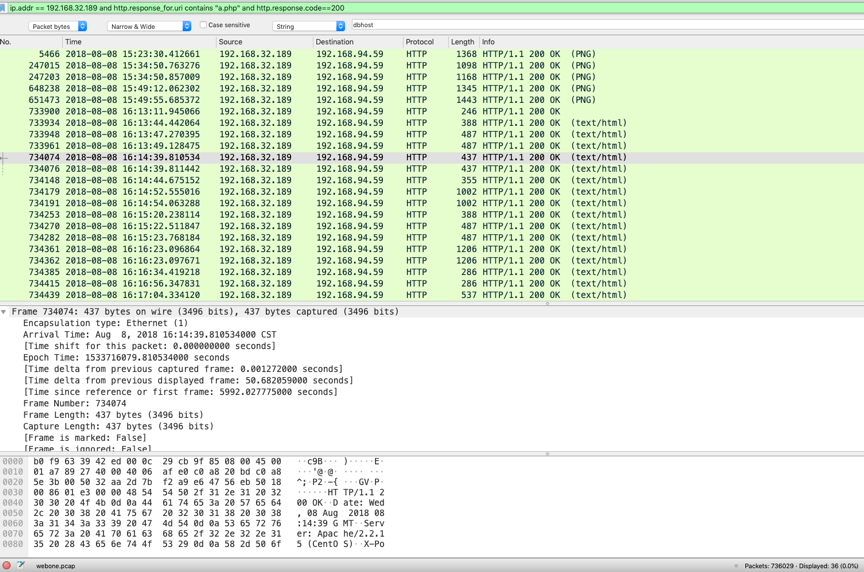 ip.addr == 192.168.32.189 and http.response_for.uri contains "a.php" and http.response.code==200
Packet bytes Narrow & Wide Case sensitive String dbhost
No. Time Source Destination Protocol Length Info
5466 2018-08-08 15:23:30.412661 192.168.32.189 192.168.94.59 HTTP 1368 HTTP/1.1 200 OK (PNG)
247015 2018-08-08 15:34:50.763276 192.168.32.189 192.168.94.59 HTTP 1098 HTTP/1.1 200 OK (PNG)
247203 2018-08-08 15:34:50.857009 192.168.32.189 192.168.94.59 HTTP 1168 HTTP/1.1 200 OK (PNG)
648238 2018-08-08 15:49:12.062302 192.168.32.189 192.168.94.59 HTTP 1345 HTTP/1.1 200 OK (PNG)
651473 2018-08-08 15:49:55.685372 192.168.32.189 192.168.94.59 HTTP 1443 HTTP/1.1 200 OK (PNG)
733900 2018-08-08 16:13:11.945066 192.168.32.189 192.168.94.59 HTTP 246 HTTP/1.1 200 OK
733934 2018-08-08 16:13:44.442064 192.168.32.189 192.168.94.59 HTTP 388 HTTP/1.1 200 OK (text/html)
733948 2018-08-08 16:13:47.270395 192.168.32.189 192.168.94.59 HTTP 487 HTTP/1.1 200 OK (text/html)
733961 2018-08-08 16:13:49.128475 192.168.32.189 192.168.94.59 HTTP 487 HTTP/1.1 200 OK (text/html)
734074 2018-08-08 16:14:39.810534 192.168.32.189 192.168.94.59 HTTP 437 HTTP/1.1 200 OK (text/html)
734076 2018-08-08 16:14:39.811442 192.168.32.189 192.168.94.59 HTTP 437 HTTP/1.1 200 OK (text/html)
734148 2018-08-08 16:14:44.675152 192.168.32.189 192.168.94.59 HTTP 355 HTTP/1.1 200 OK (text/html)
734179 2018-08-08 16:14:52.555016 192.168.32.189 192.168.94.59 HTTP 1002 HTTP/1.1 200 OK (text/html)
734191 2018-08-08 16:14:54.063288 192.168.32.189 192.168.94.59 HTTP 1002 HTTP/1.1 200 OK (text/html)
734253 2018-08-08 16:15:20.238114 192.168.32.189 192.168.94.59 HTTP 388 HTTP/1.1 200 OK (text/html)
734270 2018-08-08 16:15:22.511847 192.168.32.189 192.168.94.59 HTTP 487 HTTP/1.1 200 OK (text/html)
734282 2018-08-08 16:15:23.768184 192.168.32.189 192.168.94.59 HTTP 487 HTTP/1.1 200 OK (text/html)
734361 2018-08-08 16:16:23.096864 192.168.32.189 192.168.94.59 HTTP 1206 HTTP/1.1 200 OK (text/html)
734362 2018-08-08 16:16:23.097671 192.168.32.189 192.168.94.59 HTTP 1206 HTTP/1.1 200 OK (text/html)
734385 2018-08-08 16:16:34.419218 192.168.32.189 192.168.94.59 HTTP 286 HTTP/1.1 200 OK (text/html)
734415 2018-08-08 16:16:56.347831 192.168.32.189 192.168.94.59 HTTP 286 HTTP/1.1 200 OK (text/html)
734439 2018-08-08 16:17:04.334120 192.168.32.189 192.168.94.59 HTTP 537 HTTP/1.1 200 OK (text/html)
Frame 734074: 437 bytes on wire (3496 bits), 437 bytes captured (3496 bits)
Encapsulation type: Ethernet (1)
Arrival Time: Aug 8, 2018 16:14:39.810534000 CST
[Time shift for this packet: 0.000000000 seconds]
Epoch Time: 1533716079.810534000 seconds
[Time delta from previous captured frame: 0.001272000 seconds]
[Time delta from previous displayed frame: 50.682059000 seconds]
[Time since reference or first frame: 5992.027775000 seconds]
Frame Number: 734074
Frame Length: 437 bytes (3496 bits)
Capture Length: 437 bytes (3496 bits)
[Frame is marked: False]
[Frame is ignored: False]
0000 b0 f9 63 39 42 ed 00 0c 29 cb 9f 85 08 00 45 00 ··c9B··· )·····E·
0010 01 a7 89 27 40 00 40 06 af e0 c0 a8 20 bd c0 a8 ···'@·@· ···· ···
0020 5e 3b 00 50 32 aa 2d 7b f2 a9 e6 47 56 eb 50 18 ^;·P2·-{ ···GV·P·
0030 00 86 01 e3 00 00 48 54 54 50 2f 31 2e 31 20 32 ······HT TP/1.1 2
0040 30 30 20 4f 4b 0d 0a 44 61 74 65 3a 20 57 65 64 00 OK··D ate: Wed
0050 2c 20 30 38 20 41 75 67 20 32 30 31 38 20 30 38 , 08 Aug 2018 08
0060 3a 31 34 3a 33 39 20 47 4d 54 0d 0a 53 65 72 76 :14:39 G MT··Serv
0070 65 72 3a 20 41 70 61 63 68 65 2f 32 2e 32 2e 31 er: Apac he/2.2.1
0080 35 20 28 43 65 6e 74 4f 53 29 0d 0a 58 2d 50 6f 5 (CentO S)··X-Po
webone.pcap Packets: 736029 · Displayed: 36 (0.0%)